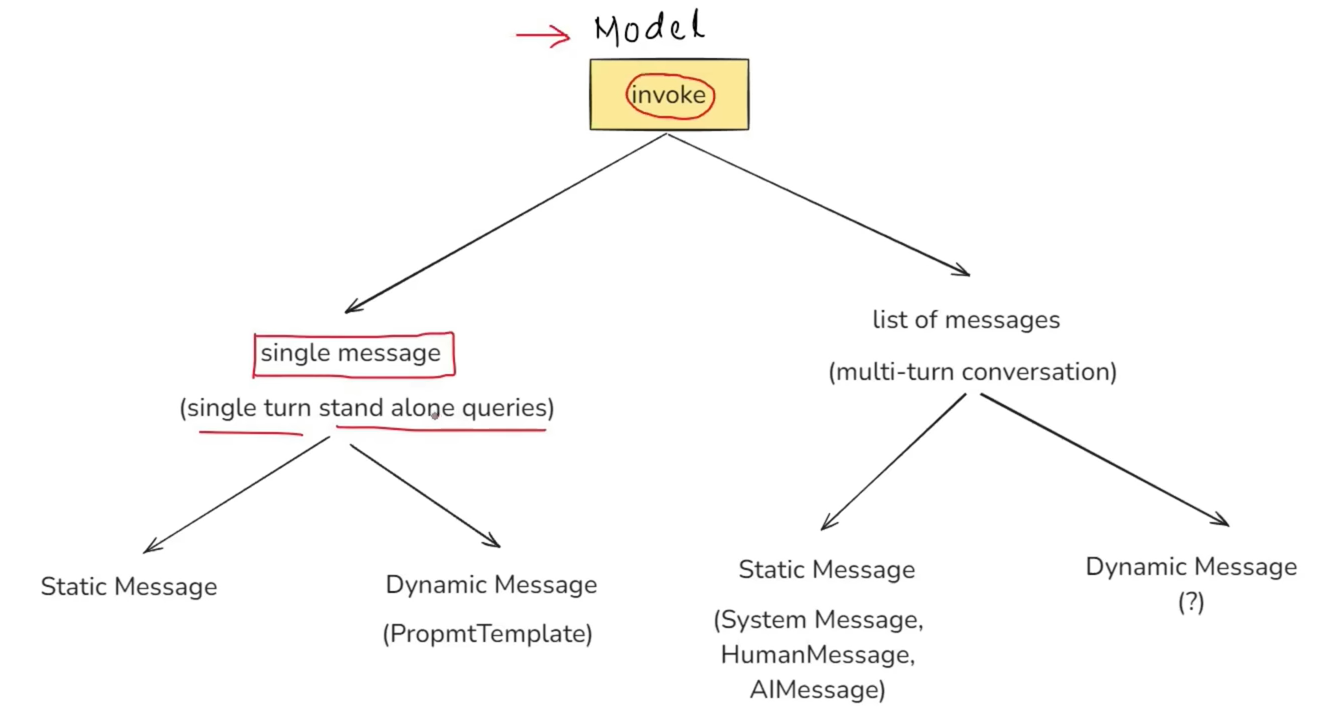 Model
invoke
single message
(single turn stand alone queries)
list of messages
(multi-turn conversation)
Static Message
Dynamic Message
(PropmtTemplate)
Static Message
(System Message,
HumanMessage,
AIMessage)
Dynamic Message
(?)